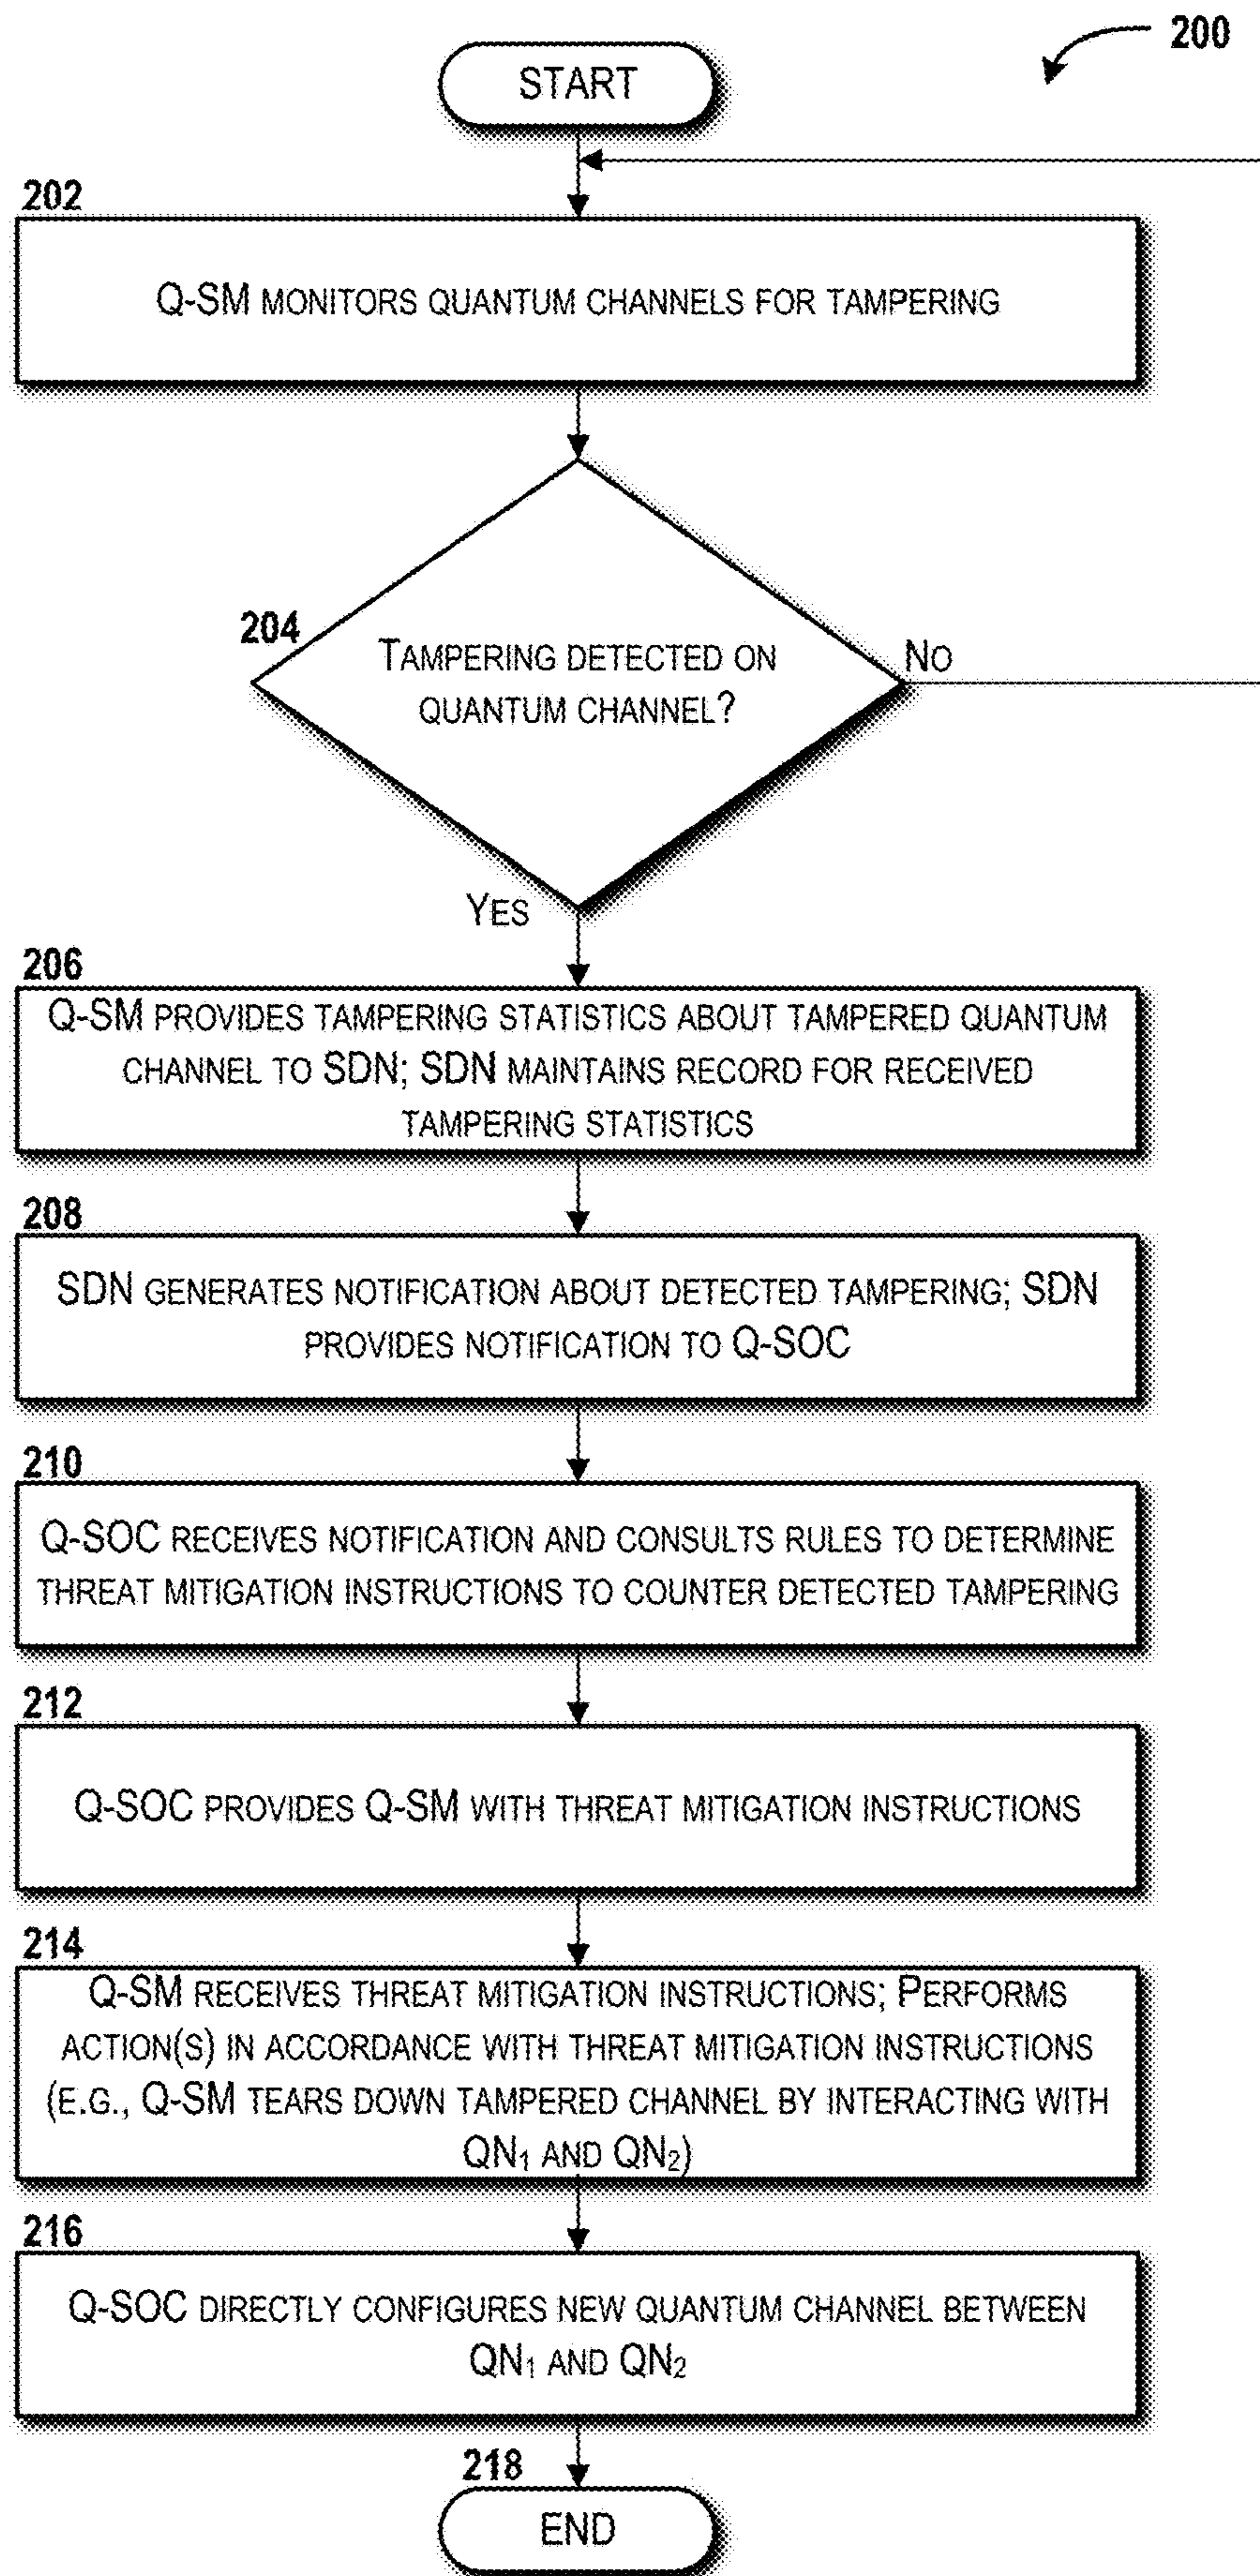 200
START
202
Q-SM MONITORS QUANTUM CHANNELS FOR TAMPERING
204
TAMPERING DETECTED ON
QUANTUM CHANNEL?
NO
YES
206
Q-SM PROVIDES TAMPERING STATISTICS ABOUT TAMPERED QUANTUM
CHANNEL TO SDN; SDN MAINTAINS RECORD FOR RECEIVED
TAMPERING STATISTICS
208
SDN GENERATES NOTIFICATION ABOUT DETECTED TAMPERING; SDN
PROVIDES NOTIFICATION TO Q-SOC
210
Q-SOC RECEIVES NOTIFICATION AND CONSULTS RULES TO DETERMINE
THREAT MITIGATION INSTRUCTIONS TO COUNTER DETECTED TAMPERING
212
Q-SOC PROVIDES Q-SM WITH THREAT MITIGATION INSTRUCTIONS
214
Q-SM RECEIVES THREAT MITIGATION INSTRUCTIONS; PERFORMS
ACTION(S) IN ACCORDANCE WITH THREAT MITIGATION INSTRUCTIONS
(E.G., Q-SM TEARS DOWN TAMPERED CHANNEL BY INTERACTING WITH
QN₁ AND QN₂)
216
Q-SOC DIRECTLY CONFIGURES NEW QUANTUM CHANNEL BETWEEN
QN₁ AND QN₂
218
END